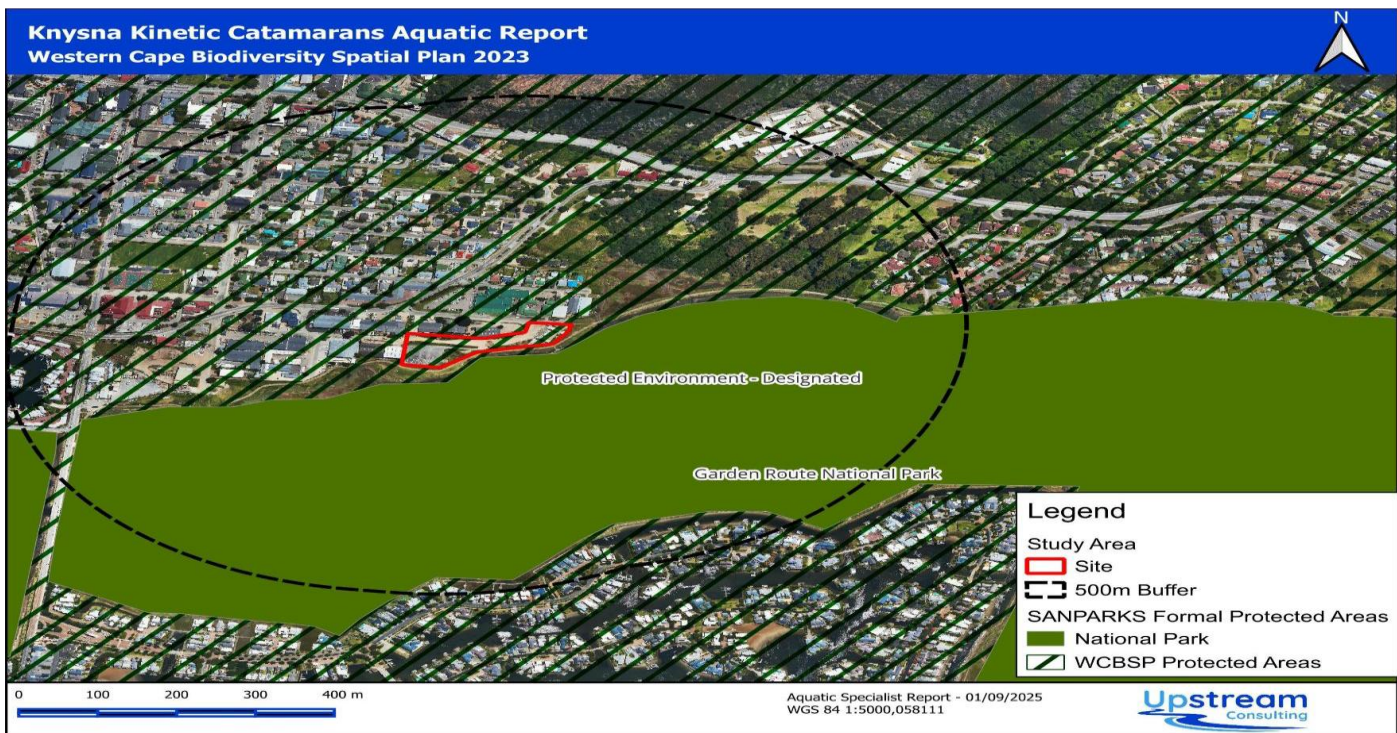 Knysna Kinetic Catamarans Aquatic Report
Western Cape Biodiversity Spatial Plan 2023
N
Protected Environment - Designated
Garden Route National Park
Legend
Study Area
Site
500m Buffer
SANPARKS Formal Protected Areas
National Park
WCBSP Protected Areas
0 100 200 300 400 m
Aquatic Specialist Report - 01/09/2025
WGS 84 1:5000,058111
Upstream
Consulting